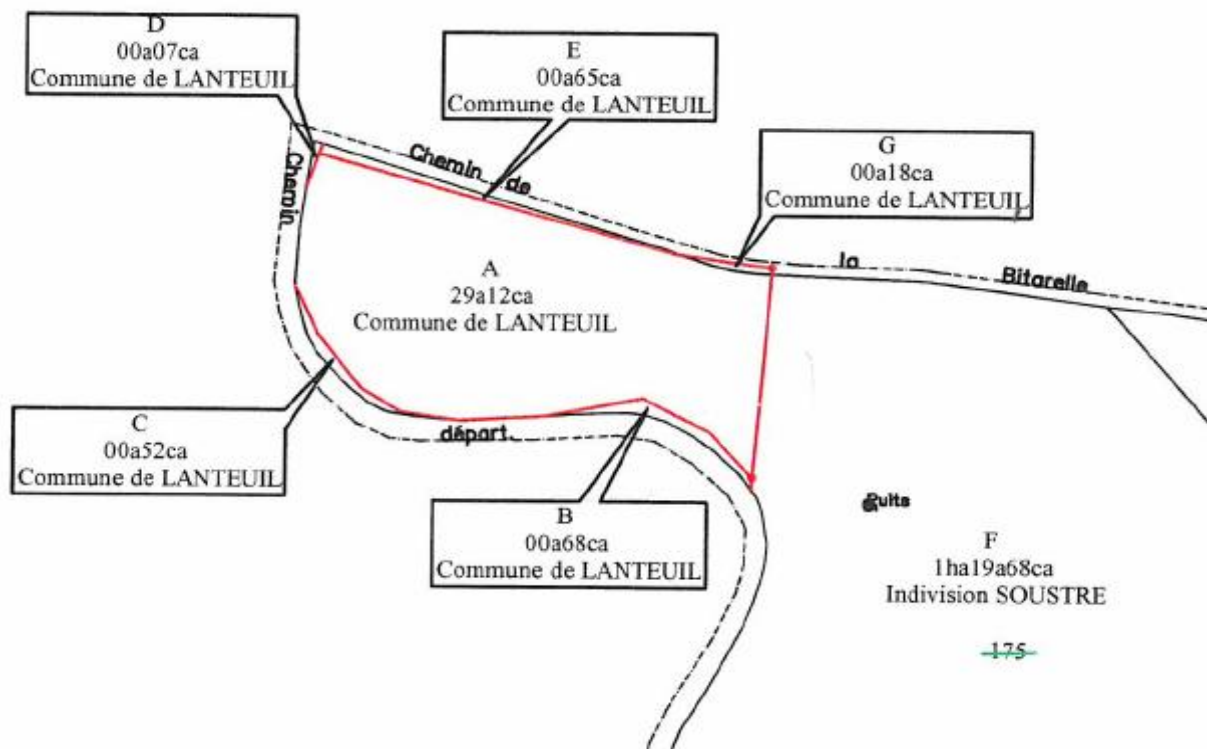 D
00a07ca
Commune de LANTEUIL
E
00a65ca
Commune de LANTEUIL
G
00a18ca
Commune de LANTEUIL
Chemin de la Bitarelle
Chemin
A
29a12ca
Commune de LANTEUIL
C
00a52ca
Commune de LANTEUIL
départ.
B
00a68ca
Commune de LANTEUIL
Puits
F
1ha19a68ca
Indivision SOUSTRE
175